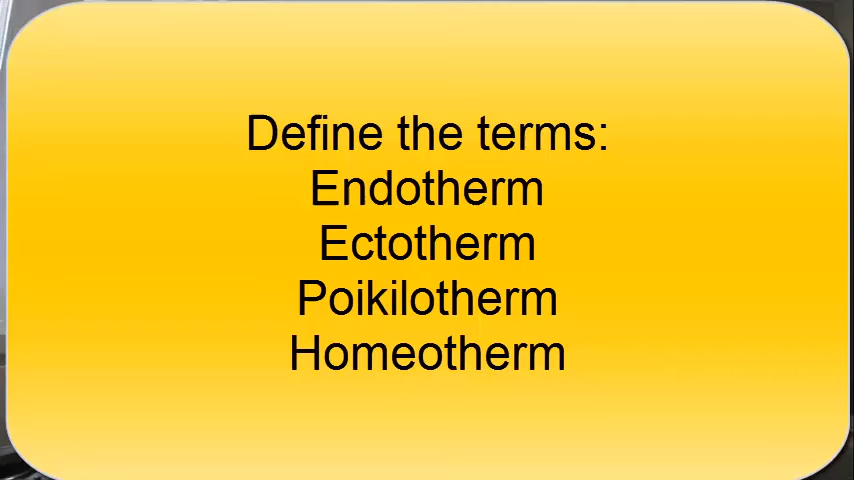 Define the terms:
Endotherm
Ectotherm
Poikilotherm
Homeotherm